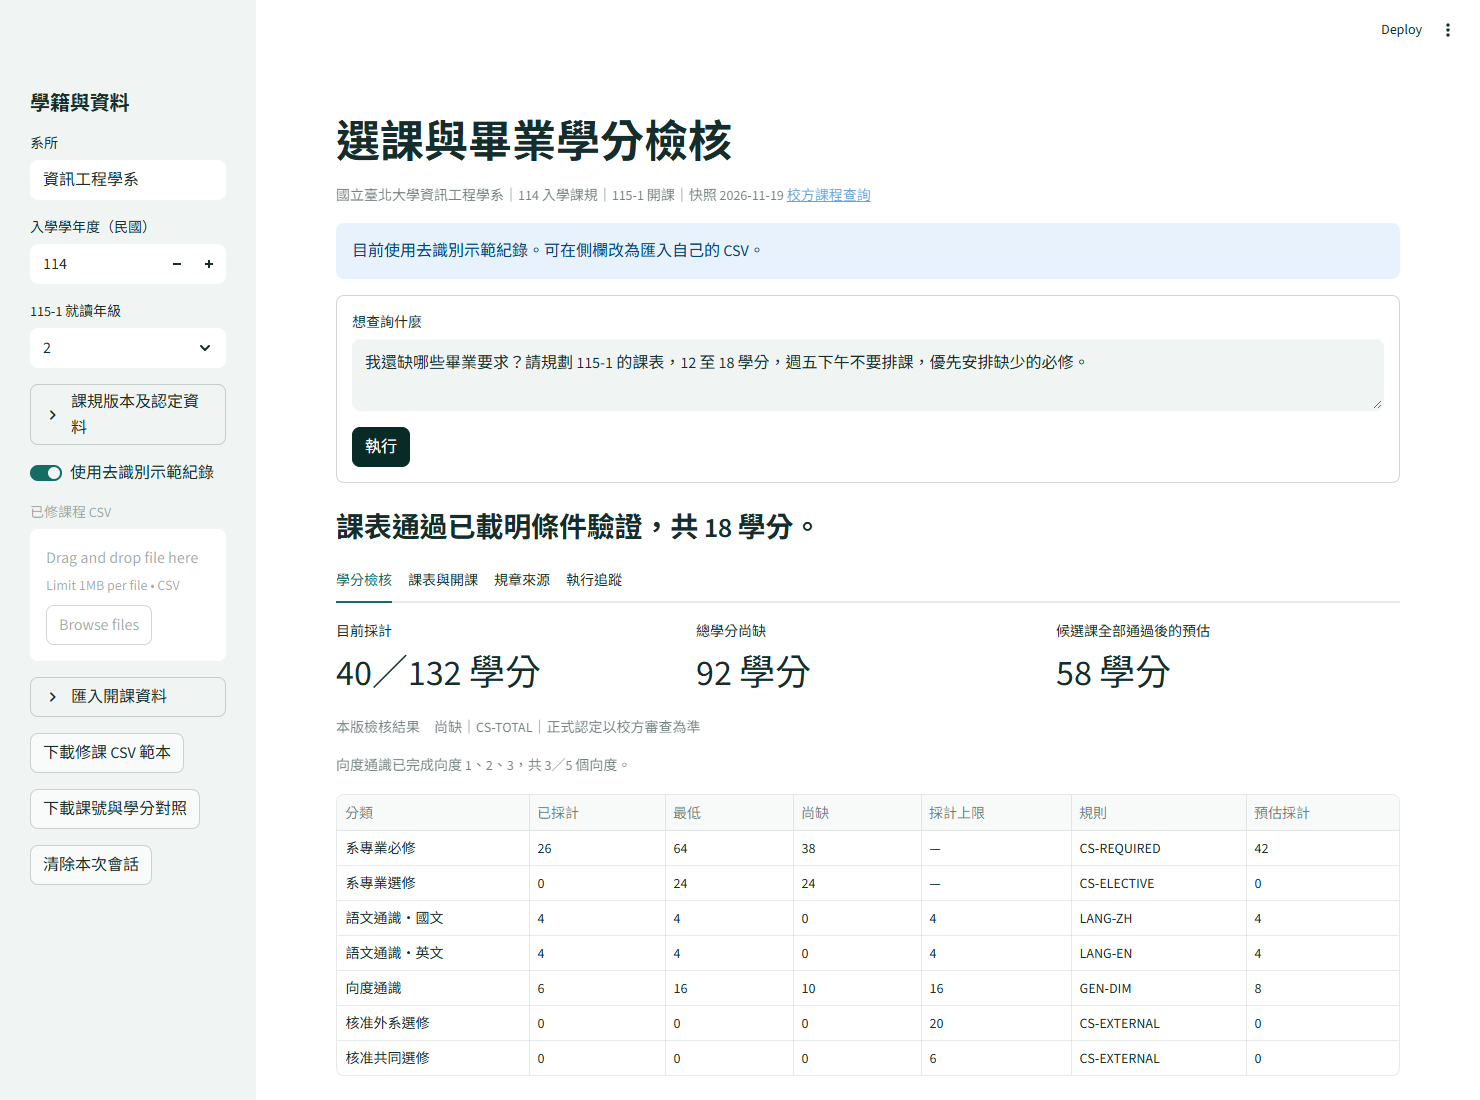 Deploy
學籍與資料
系所
資訊工程學系
入學學年度（民國）
114
115-1 就讀年級
2
課規版本及認定資
料
使用去識別示範紀錄
已修課程 CSV
Drag and drop file here
Limit 1MB per file • CSV
Browse files
匯入開課資料
下載修課 CSV 範本
下載課號與學分對照
清除本次會話
選課與畢業學分檢核
國立臺北大學資訊工程學系｜114 入學課規｜115-1 開課｜快照 2026-11-19 校方課程查詢
目前使用去識別示範紀錄。可在側欄改為匯入自己的 CSV。
想查詢什麼
我還缺哪些畢業要求？請規劃 115-1 的課表，12 至 18 學分，週五下午不要排課，優先安排缺少的必修。
執行
課表通過已載明條件驗證，共 18 學分。
學分檢核 課表與開課 規章來源 執行追蹤
目前採計 總學分尚缺 候選課全部通過後的預估
40／132 學分 92 學分 58 學分
本版檢核結果　尚缺｜CS-TOTAL｜正式認定以校方審查為準
向度通識已完成向度 1、2、3，共 3／5 個向度。
分類 已採計 最低 尚缺 採計上限 規則 預估採計
系專業必修 26 64 38 — CS-REQUIRED 42
系專業選修 0 24 24 — CS-ELECTIVE 0
語文通識・國文 4 4 0 4 LANG-ZH 4
語文通識・英文 4 4 0 4 LANG-EN 4
向度通識 6 16 10 16 GEN-DIM 8
核准外系選修 0 0 0 20 CS-EXTERNAL 0
核准共同選修 0 0 0 6 CS-EXTERNAL 0